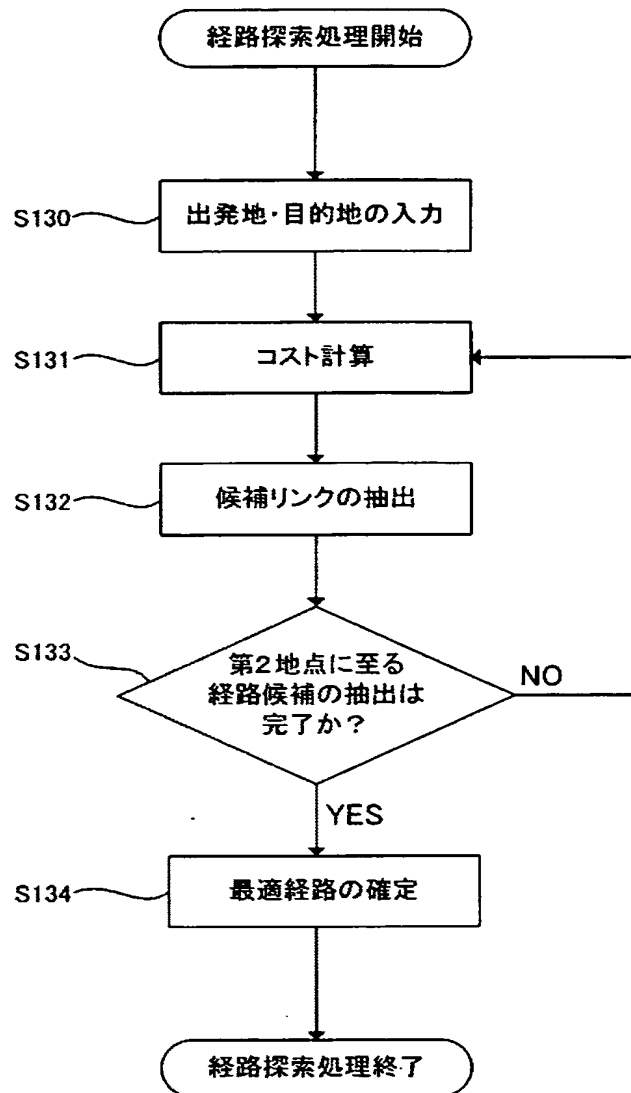 経路探索処理開始
S130
出発地・目的地の入力
S131
コスト計算
S132
候補リンクの抽出
S133
第2地点に至る
経路候補の抽出は
完了か？
NO
YES
S134
最適経路の確定
経路探索処理終了